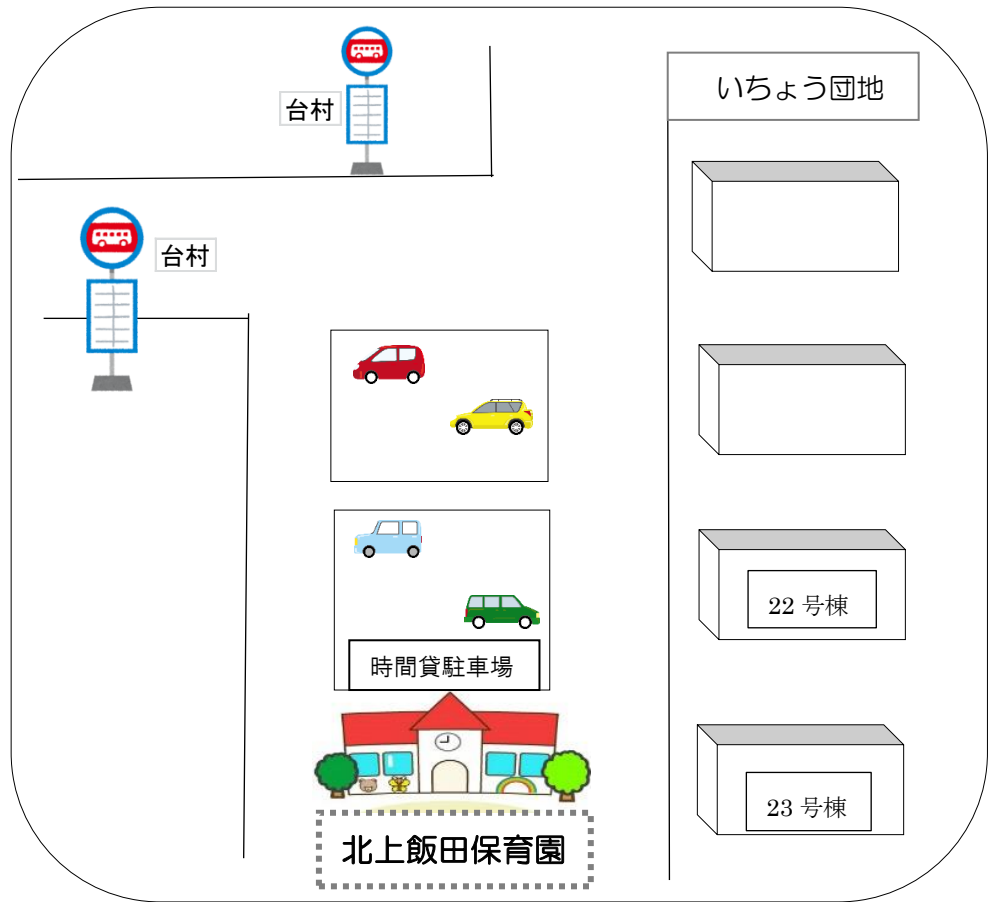 台村
いちょう団地
台村
22 号棟
時間貸駐車場
23 号棟
北上飯田保育園